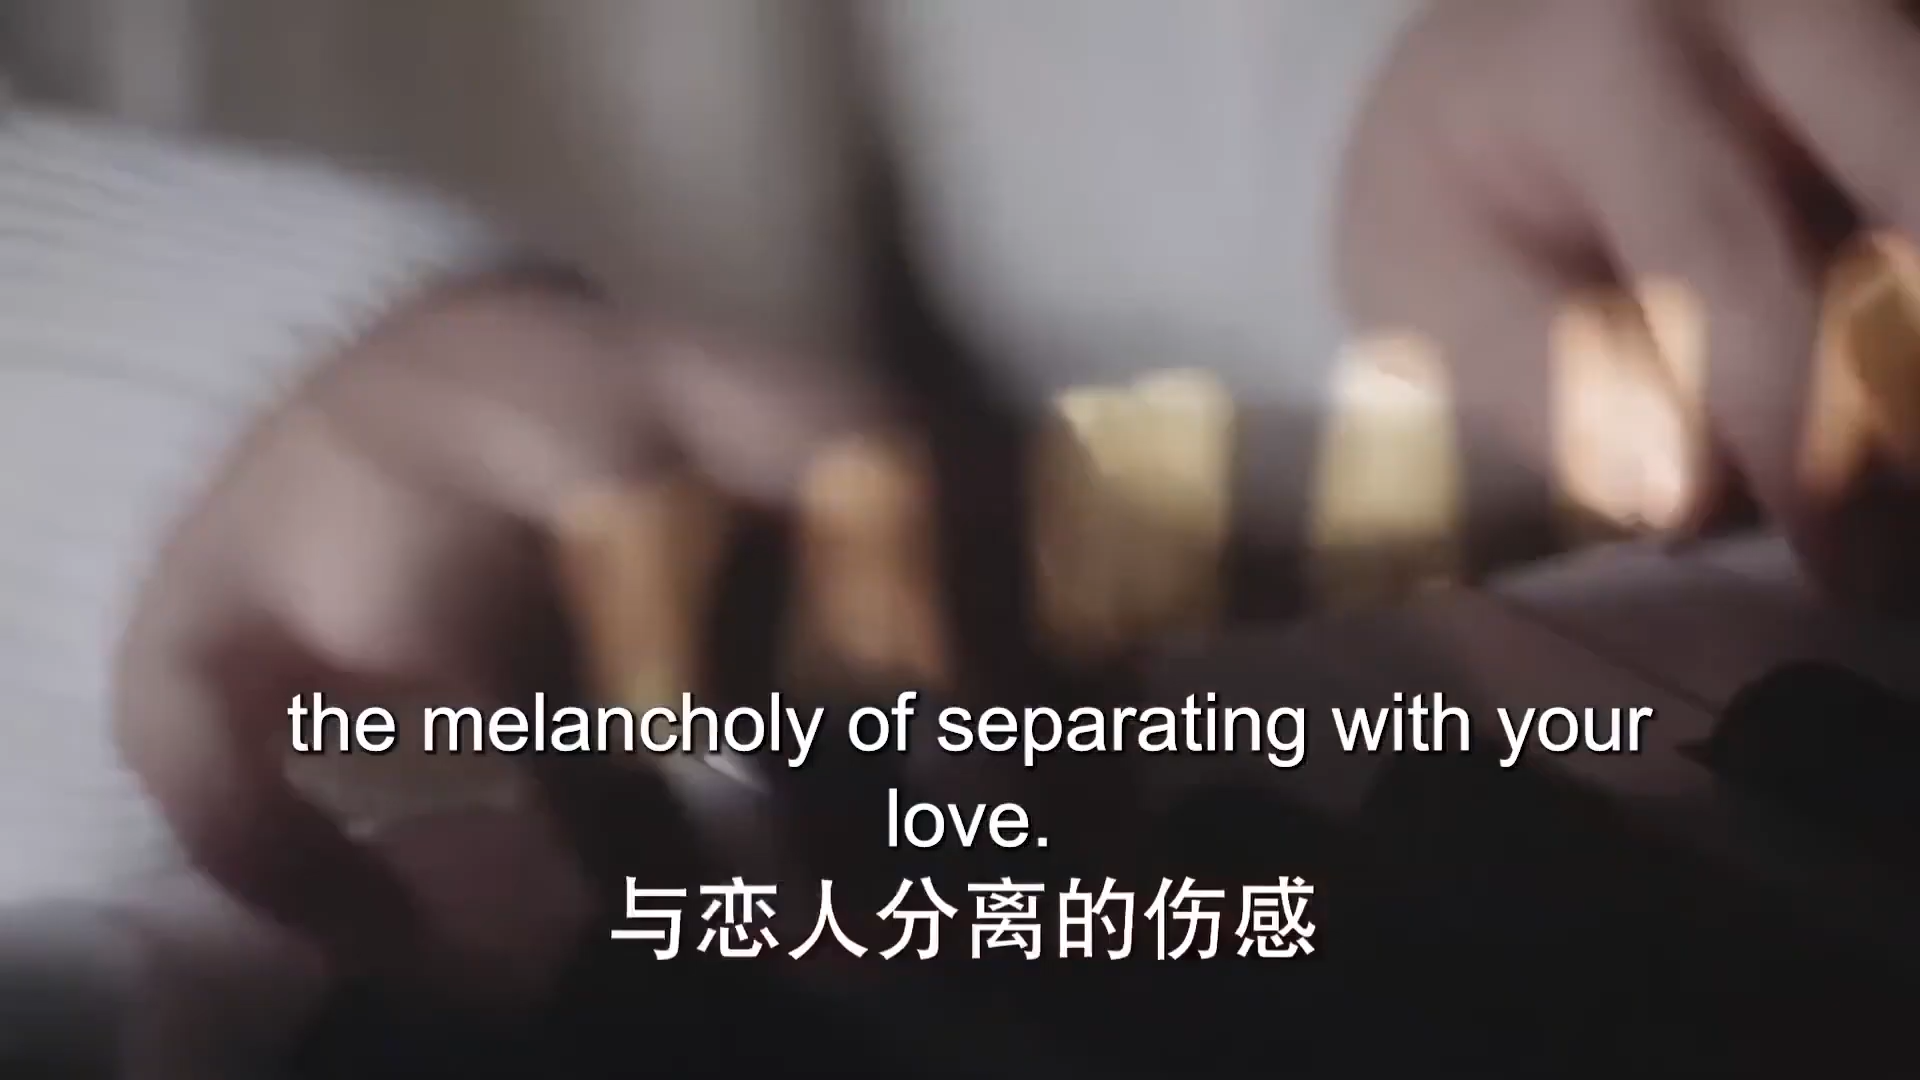 the melancholy of separating with your
love.
与恋人分离的伤感